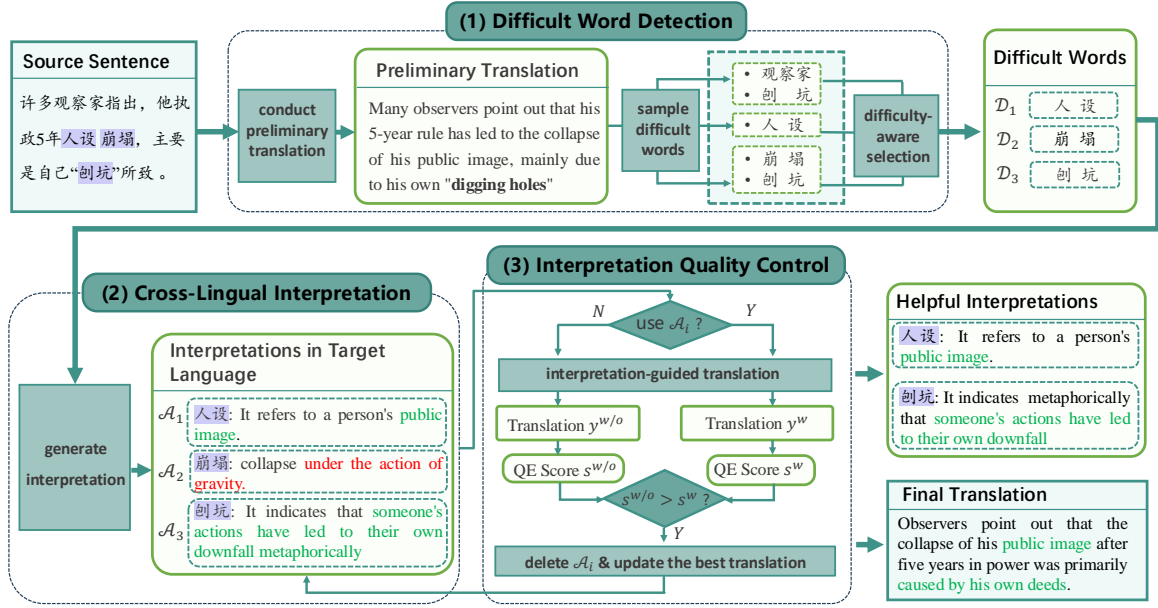 (1) Difficult Word Detection
Source Sentence
许多观察家指出，他执
政5年人设 崩塌，主要
是自己“刨坑”所致 。
conduct
preliminary
translation
Preliminary Translation
Many observers point out that his
5-year rule has led to the collapse
of his public image, mainly due
to his own "digging holes"
sample
difficult
words
• 观察家
• 刨 坑
• 人 设
• 崩 塌
• 刨 坑
difficulty-
aware
selection
Difficult Words
D1 人 设
D2 崩 塌
D3 刨 坑
(2) Cross-Lingual Interpretation
generate
interpretation
Interpretations in Target
Language
A1 人设: It refers to a person's public
image.
A2 崩塌: collapse under the action of
gravity.
A3 刨坑: It indicates that someone's
actions have led to their own
downfall metaphorically
(3) Interpretation Quality Control
N
use Ai ?
Y
interpretation-guided translation
Translation y^w/o
Translation y^w
QE Score s^w/o
QE Score s^w
s^w/o > s^w ?
Y
delete Ai & update the best translation
Helpful Interpretations
人设: It refers to a person's
public image.
刨坑: It indicates metaphorically
that someone's actions have led
to their own downfall
Final Translation
Observers point out that the
collapse of his public image after
five years in power was primarily
caused by his own deeds.